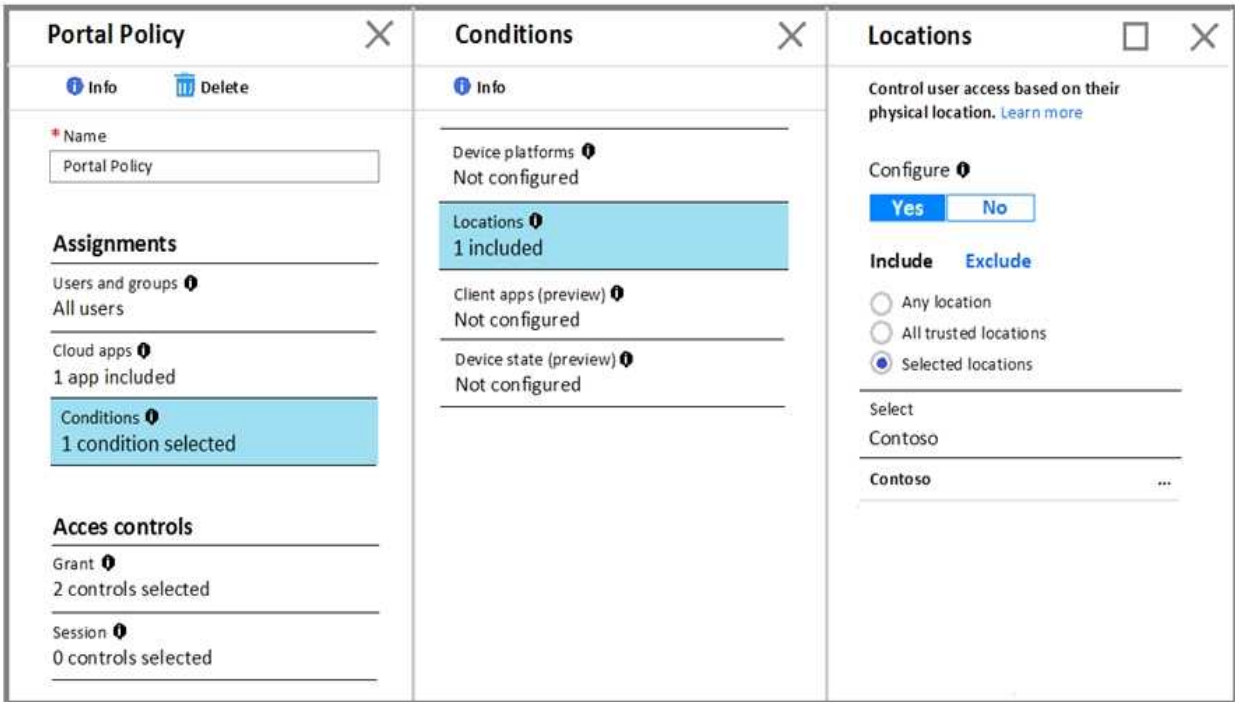 Portal Policy
Info
Delete
* Name
Portal Policy
Assignments
Users and groups
All users
Cloud apps
1 app included
Conditions
1 condition selected
Acces controls
Grant
2 controls selected
Session
0 controls selected
Conditions
Info
Device platforms
Not configured
Locations
1 included
Client apps (preview)
Not configured
Device state (preview)
Not configured
Locations
Control user access based on their
physical location. Learn more
Configure
Yes No
Include Exclude
Any location
All trusted locations
Selected locations
Select
Contoso
Contoso ...